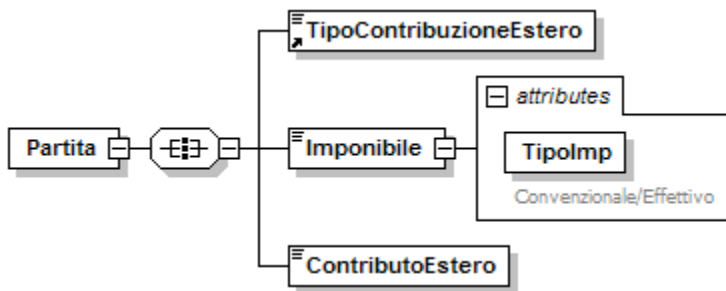 TipoContribuzioneEstero
attributes
Partita
Imponibile
TipoImp
Convenzionale/Effettivo
ContributoEstero